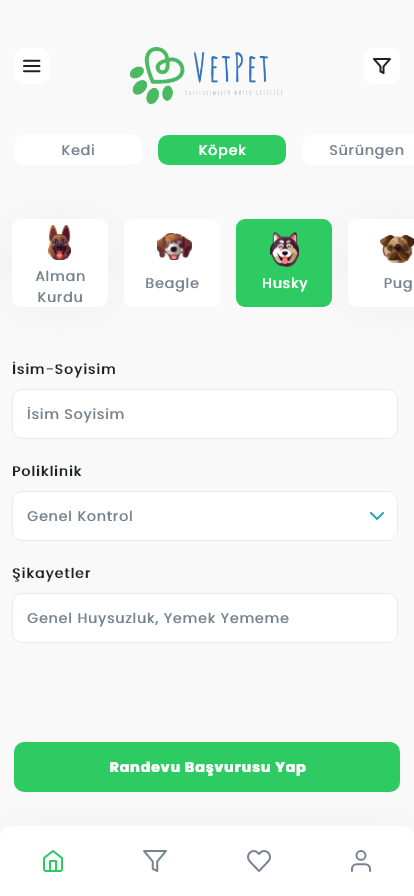 VetPet
Kedi
Köpek
Sürüngen
Alman
Kurdu
Beagle
Husky
Pug
İsim-Soyisim
İsim Soyisim
Poliklinik
Genel Kontrol
Şikayetler
Genel Huysuzluk, Yemek Yememe
Randevu Başvurusu Yap